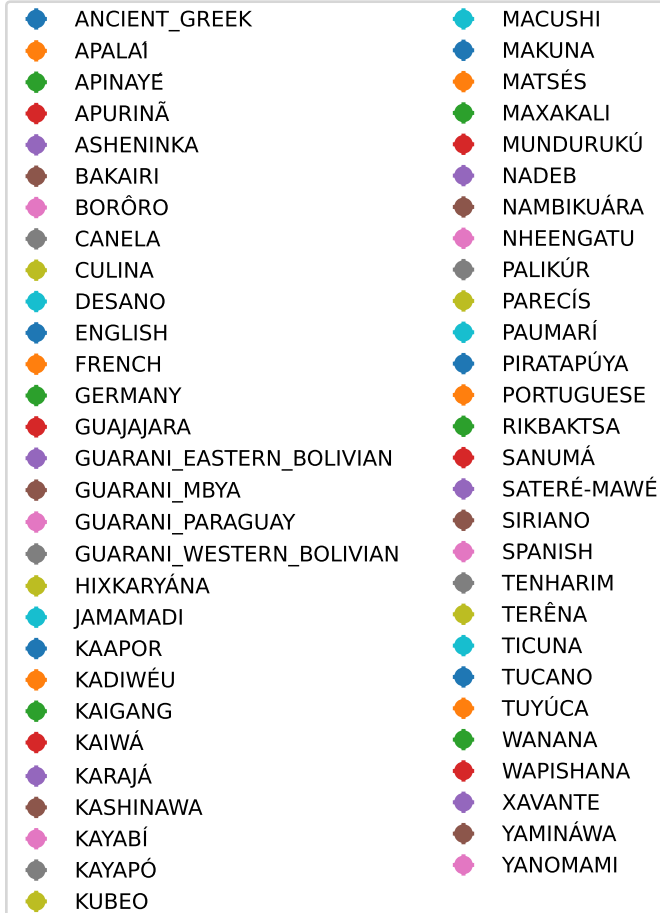 ANCIENT_GREEK
APALAÍ
APINAYÉ
APURINÃ
ASHENINKA
BAKAIRI
BORÔRO
CANELA
CULINA
DESANO
ENGLISH
FRENCH
GERMANY
GUAJAJARA
GUARANI_EASTERN_BOLIVIAN
GUARANI_MBYA
GUARANI_PARAGUAY
GUARANI_WESTERN_BOLIVIAN
HIXKARYÁNA
JAMAMADI
KAAPOR
KADIWÉU
KAIGANG
KAIWÁ
KARAJÁ
KASHINAWA
KAYABÍ
KAYAPÓ
KUBEO
MACUSHI
MAKUNA
MATSÉS
MAXAKALI
MUNDURUKÚ
NADEB
NAMBIKUÁRA
NHEENGATU
PALIKÚR
PARECÍS
PAUMARÍ
PIRATAPÚYA
PORTUGUESE
RIKBAKTSA
SANUMÁ
SATERÉ-MAWÉ
SIRIANO
SPANISH
TENHARIM
TERÊNA
TICUNA
TUCANO
TUYÚCA
WANANA
WAPISHANA
XAVANTE
YAMINÁWA
YANOMAMI